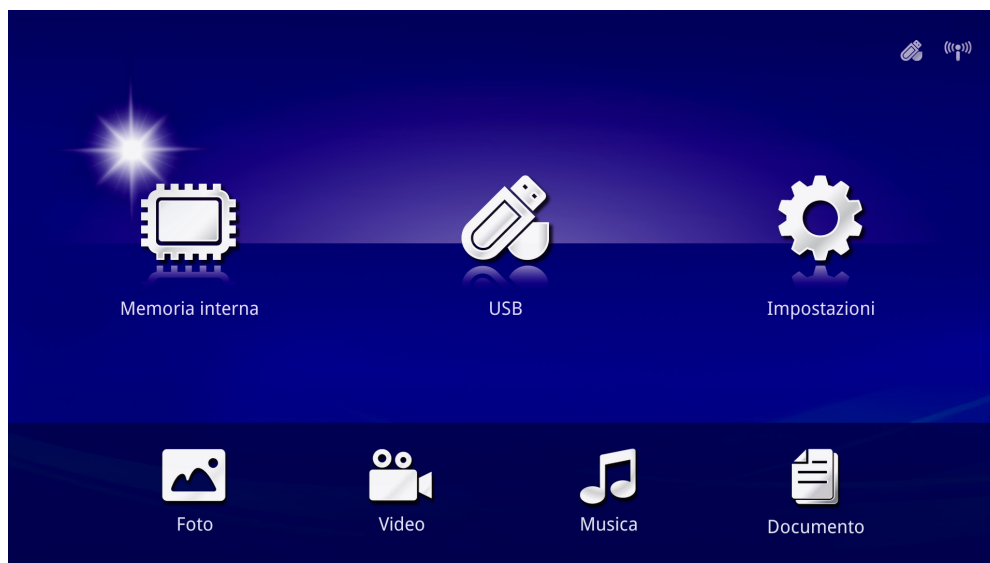 Memoria interna
USB
Impostazioni
Foto
Video
Musica
Documento